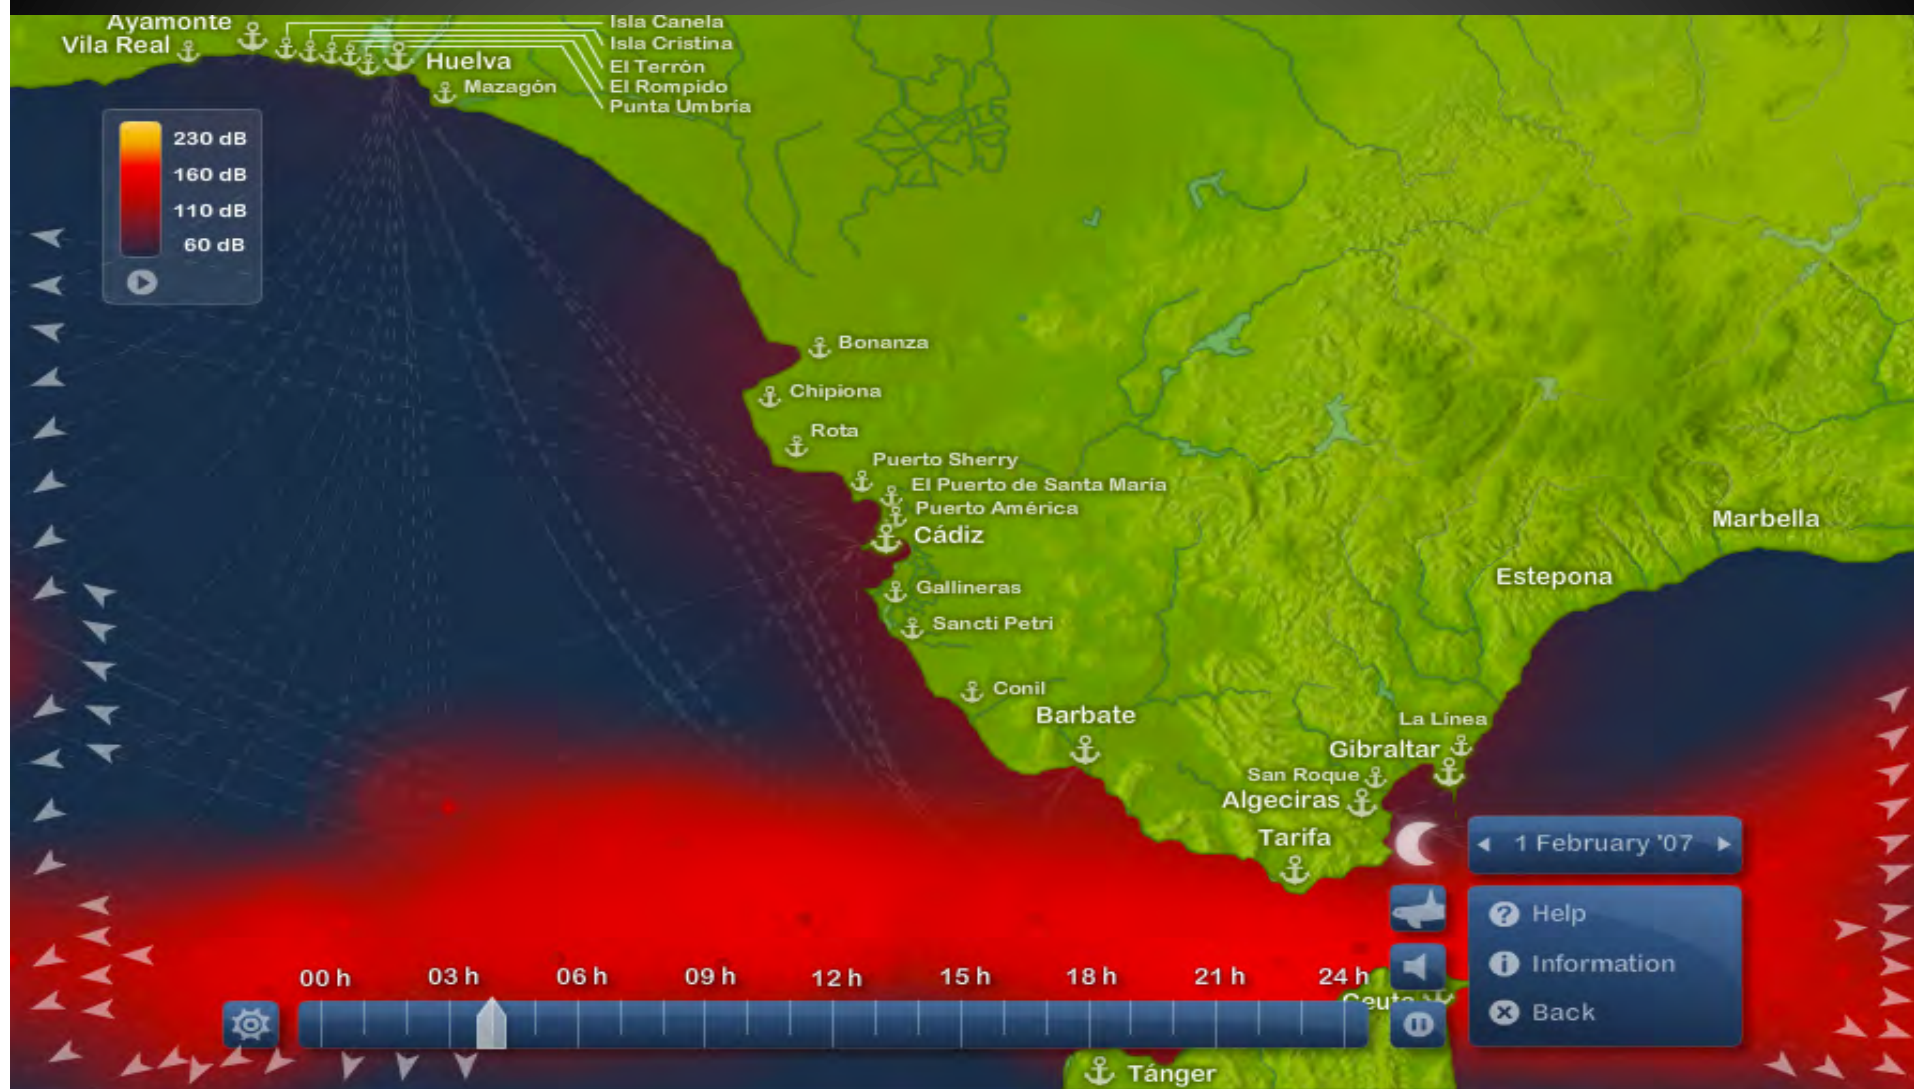 Ayamonte
Vila Real
Isla Canela
Isla Cristina
El Terrón
El Rompido
Punta Umbría
Huelva
Mazagón
230 dB
160 dB
110 dB
60 dB
Bonanza
Chipiona
Rota
Puerto Sherry
El Puerto de Santa María
Puerto América
Cádiz
Gallineras
Sancti Petri
Conil
Barbate
Marbella
Estepona
La Línea
Gibraltar
San Roque
Algeciras
Tarifa
1 February '07
Help
Information
Back
00 h 03 h 06 h 09 h 12 h 15 h 18 h 21 h 24 h
Ceuta
Tánger